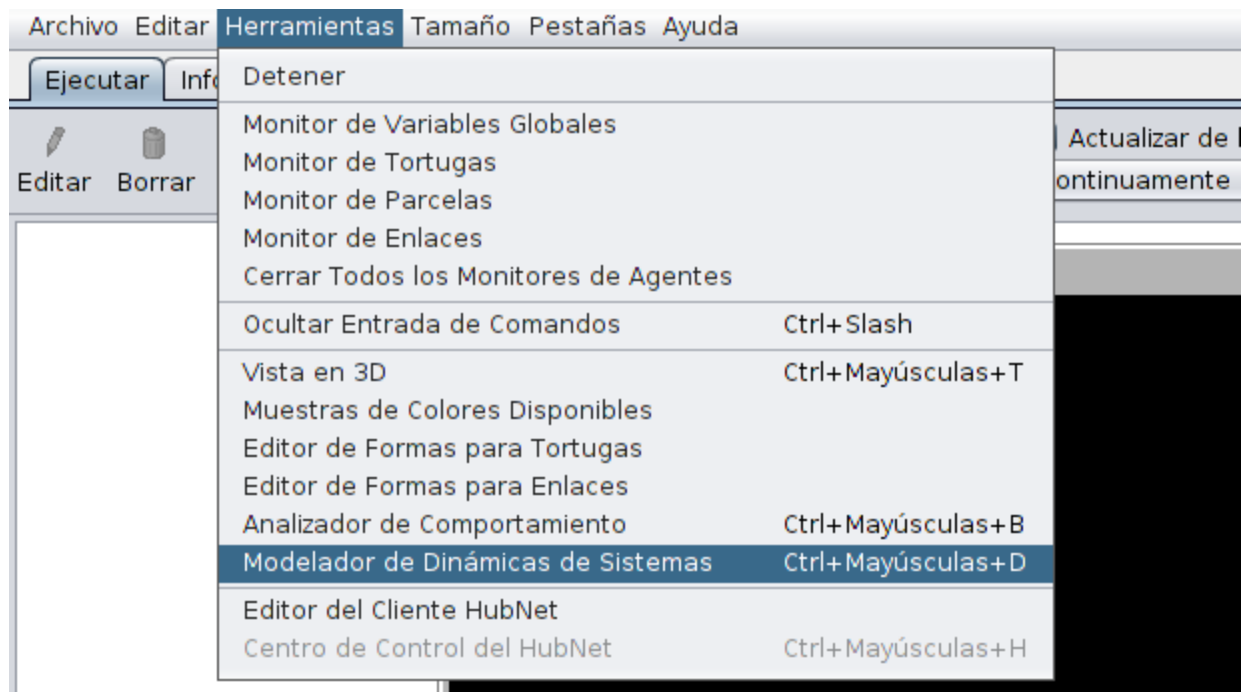 Archivo Editar Herramientas Tamaño Pestañas Ayuda
Ejecutar
Detener
Monitor de Variables Globales
Actualizar de
Monitor de Tortugas
Editar Borrar
Monitor de Parcelas
Monitor de Enlaces
Cerrar Todos los Monitores de Agentes
Ocultar Entrada de Comandos Ctrl+Slash
Vista en 3D Ctrl+Mayúsculas+T
Muestras de Colores Disponibles
Editor de Formas para Tortugas
Editor de Formas para Enlaces
Analizador de Comportamiento Ctrl+Mayúsculas+B
Modelador de Dinámicas de Sistemas Ctrl+Mayúsculas+D
Editor del Cliente HubNet
Centro de Control del HubNet Ctrl+Mayúsculas+H